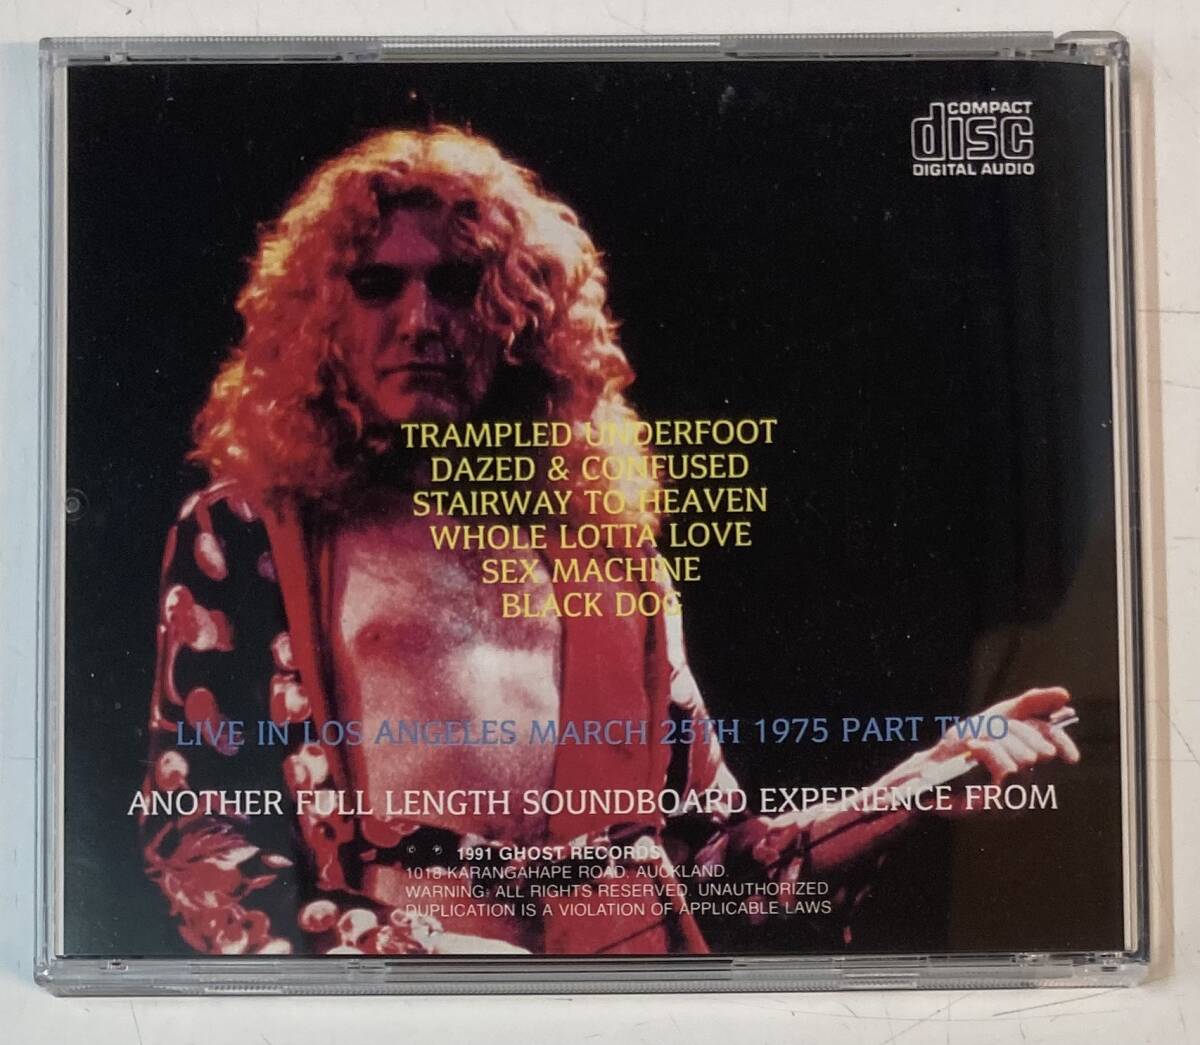 COMPACT
disc
DIGITAL AUDIO
TRAMPLED UNDERFOOT
DAZED & CONFUSED
STAIRWAY TO HEAVEN
WHOLE LOTTA LOVE
SEX MACHINE
BLACK DOG
LIVE IN LOS ANGELES MARCH 25TH 1975 PART TWO
ANOTHER FULL LENGTH SOUNDBOARD EXPERIENCE FROM
© ℗ 1991 GHOST RECORDS
1018 KARANGAHAPE ROAD. AUCKLAND.
WARNING: ALL RIGHTS RESERVED. UNAUTHORIZED
DUPLICATION IS A VIOLATION OF APPLICABLE LAWS